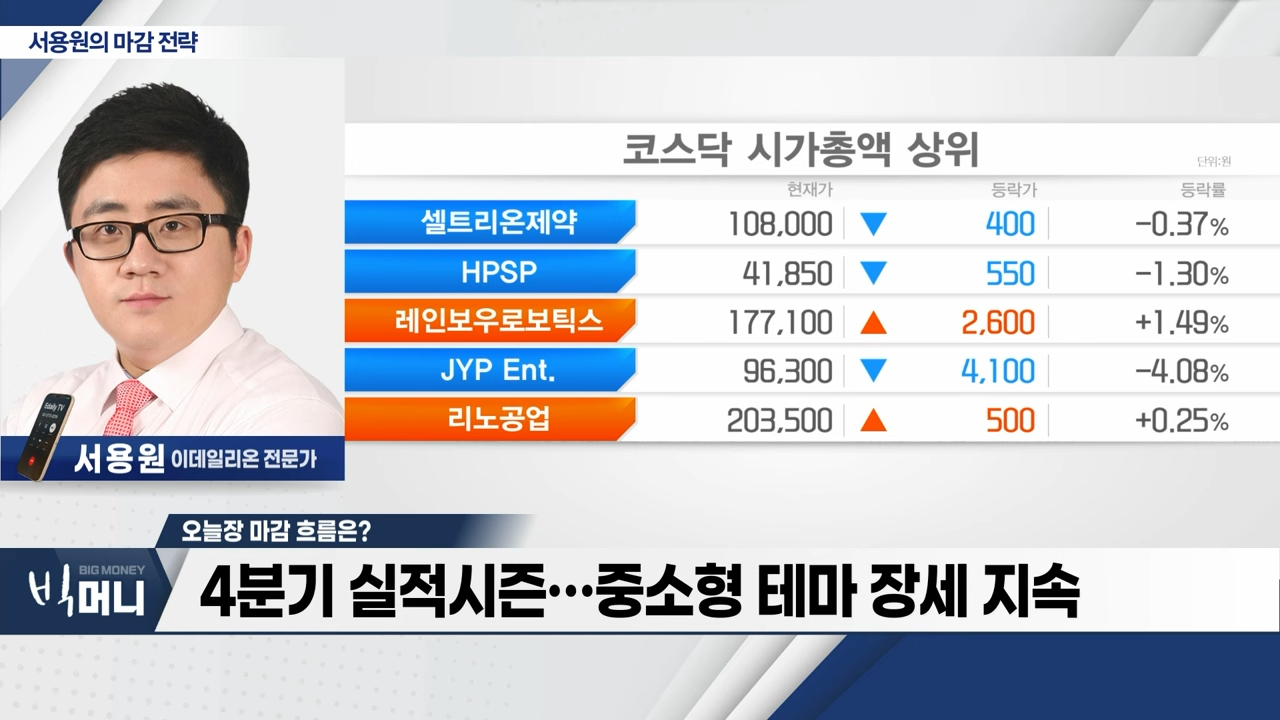 서용원의 마감 전략
코스닥 시가총액 상위
단위:원
현재가 등락가 등락률
셀트리온제약 108,000 ▼ 400 -0.37%
HPSP 41,850 ▼ 550 -1.30%
레인보우로보틱스 177,100 ▲ 2,600 +1.49%
JYP Ent. 96,300 ▼ 4,100 -4.08%
리노공업 203,500 ▲ 500 +0.25%
Edaily TV
서용원 이데일리온 전문가
오늘장 마감 흐름은?
BIG MONEY
빅머니
4분기 실적시즌…중소형 테마 장세 지속